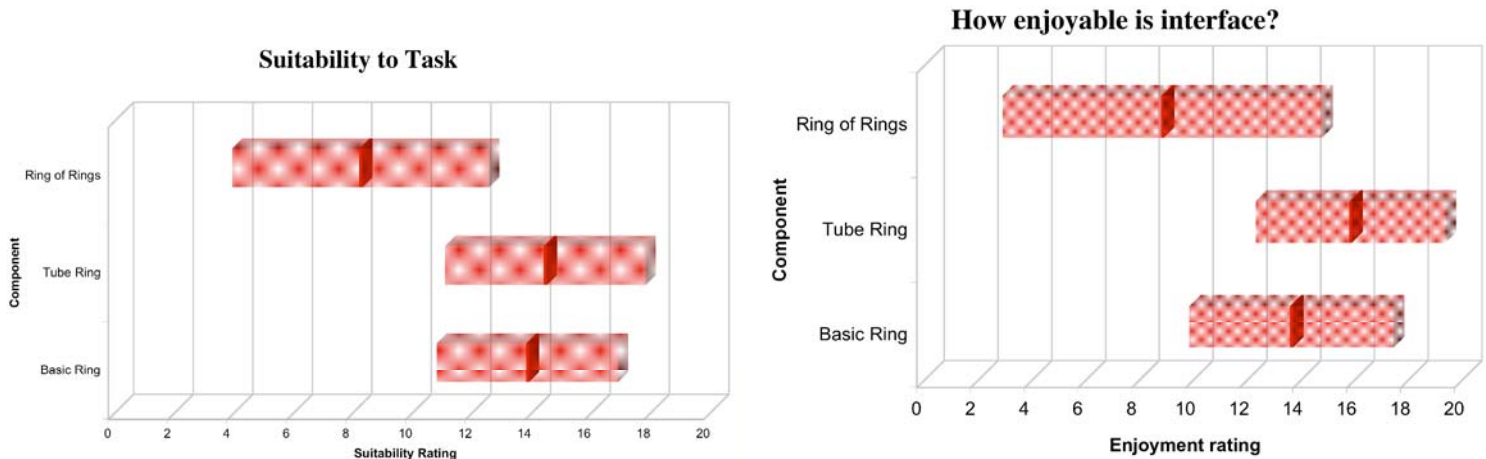 Suitability to Task
Ring of Rings
Tube Ring
Basic Ring
Component
0 2 4 6 8 10 12 14 16 18 20
Suitability Rating
How enjoyable is interface?
Ring of Rings
Tube Ring
Basic Ring
Component
0 2 4 6 8 10 12 14 16 18 20
Enjoyment rating